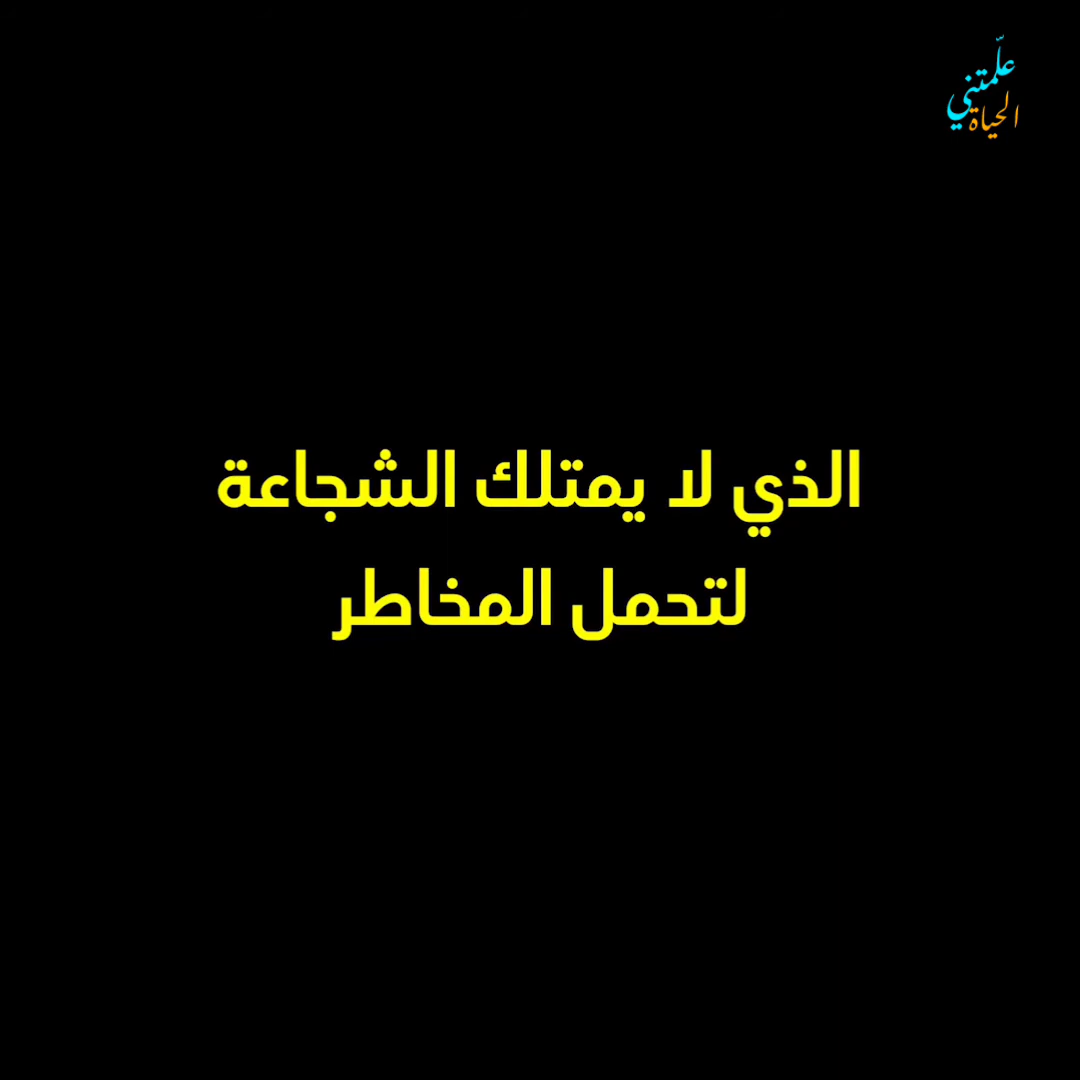 علّمتني
الحياة
الذي لا يمتلك الشجاعة
لتحمل المخاطر